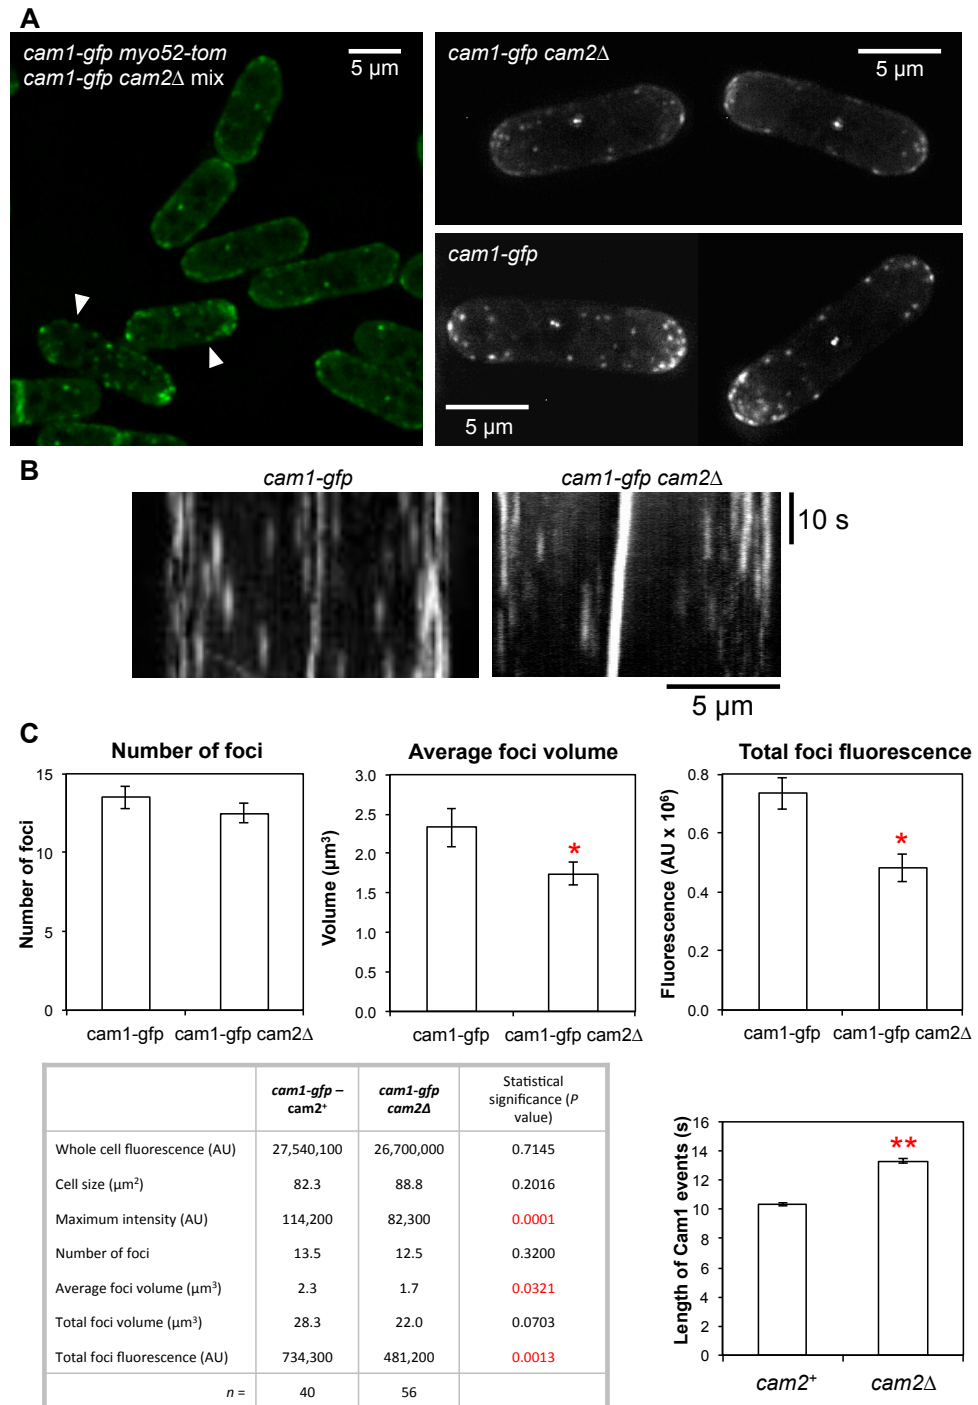 A
cam1-gfp myo52-tom
cam1-gfp cam2Δ mix
5 µm
cam1-gfp cam2Δ
5 µm
cam1-gfp
5 µm
B
cam1-gfp
cam1-gfp cam2Δ
10 s
5 µm
C
Number of foci
Number of foci
15
10
5
0
cam1-gfp
cam1-gfp cam2Δ
Average foci volume
Volume (µm³)
3.0
2.5
2.0
1.5
1.0
0.5
0.0
*
cam1-gfp
cam1-gfp cam2Δ
Total foci fluorescence
Fluorescence (AU x 10⁶)
0.8
0.6
0.4
0.2
0.0
*
cam1-gfp
cam1-gfp cam2Δ
cam1-gfp – cam2⁺ cam1-gfp cam2Δ Statistical significance (P value)
Whole cell fluorescence (AU) 27,540,100 26,700,000 0.7145
Cell size (µm²) 82.3 88.8 0.2016
Maximum intensity (AU) 114,200 82,300 0.0001
Number of foci 13.5 12.5 0.3200
Average foci volume (µm³) 2.3 1.7 0.0321
Total foci volume (µm³) 28.3 22.0 0.0703
Total foci fluorescence (AU) 734,300 481,200 0.0013
n = 40 56
Length of Cam1 events (s)
16
14
12
10
8
6
4
2
0
**
cam2⁺
cam2Δ